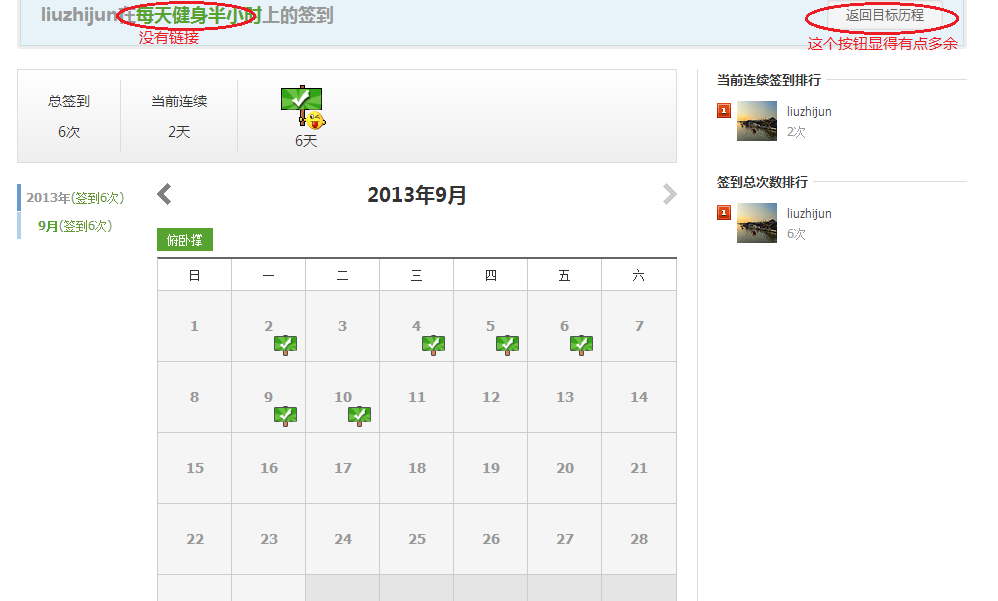 liuzhijun在每天健身半小时上的签到
返回目标历程
没有链接
这个按钮显得有点多余
总签到
当前连续
6次
2天
6天
当前连续签到排行
1
liuzhijun
2次
签到总次数排行
1
liuzhijun
6次
2013年(签到6次)
9月(签到6次)
2013年9月
俯卧撑
日 一 二 三 四 五 六
1 2 3 4 5 6 7
8 9 10 11 12 13 14
15 16 17 18 19 20 21
22 23 24 25 26 27 28